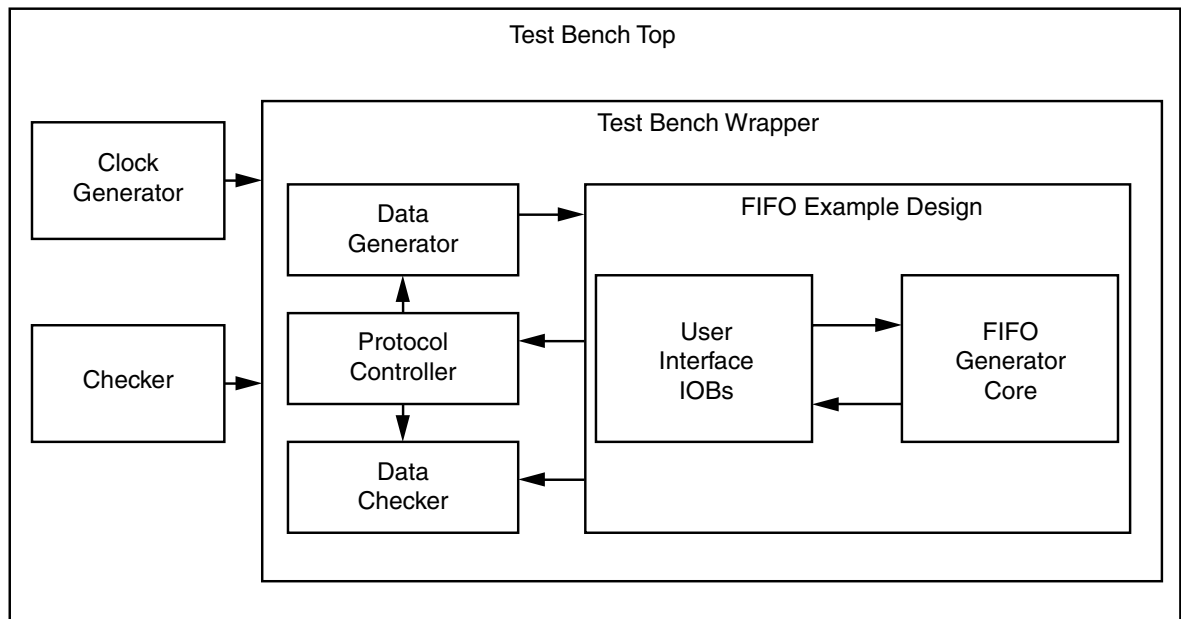 Test Bench Top
Test Bench Wrapper
Clock
Generator
Data
Generator
FIFO Example Design
Protocol
Controller
User
Interface
IOBs
FIFO
Generator
Core
Checker
Data
Checker